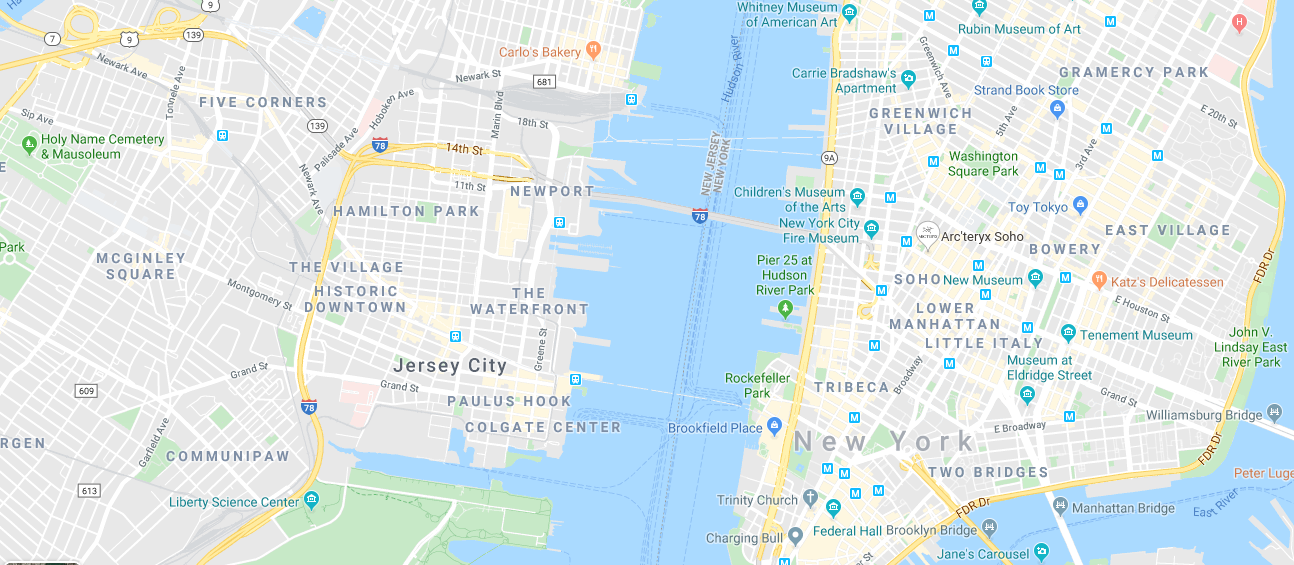 Whitney Museum
of American Art
Rubin Museum of Art
H
9
139
7
9
Carlo's Bakery
Newark Ave
Tonnele Ave
Newark St
681
Hudson River
Greenwich Ave
GRAMERCY PARK
Carrie Bradshaw's
Apartment
Strand Book Store
FIVE CORNERS
Hoboken Ave
Marin Blvd
18th St
GREENWICH
VILLAGE
5th Ave
E 20th St
Sip Ave
139
Holy Name Cemetery
& Mausoleum
Palisade Ave
78
14th St
NEW JERSEY
NEW YORK
9A
Washington
Square Park
3rd Ave
Newark Ave
11th St
NEWPORT
Children's Museum
of the Arts
Toy Tokyo
HAMILTON PARK
78
New York City
Fire Museum
Arc'teryx Soho
ARC'TERYX
EAST VILLAGE
BOWERY
Park
MCGINLEY
SQUARE
THE VILLAGE
Pier 25 at
Hudson
River Park
SOHO
New Museum
Katz's Delicatessen
FDR Dr
Montgomery St
HISTORIC
DOWNTOWN
THE
WATERFRONT
LOWER
MANHATTAN
E Houston St
LITTLE ITALY
Tenement Museum
John V.
Lindsay East
River Park
Greene St
Jersey City
Grand St
Museum at
Eldridge Street
Rockefeller
Park
TRIBECA
Broadway
Grand St
609
Grand St
PAULUS HOOK
78
Williamsburg Bridge
COLGATE CENTER
Brookfield Place
E Broadway
New York
RGEN
Garfield Ave
COMMUNIPAW
FDR Dr
TWO BRIDGES
Peter Luge
613
Liberty Science Center
Trinity Church
FDR Dr
East River
Manhattan Bridge
Federal Hall
Brooklyn Bridge
Charging Bull
Jane's Carousel